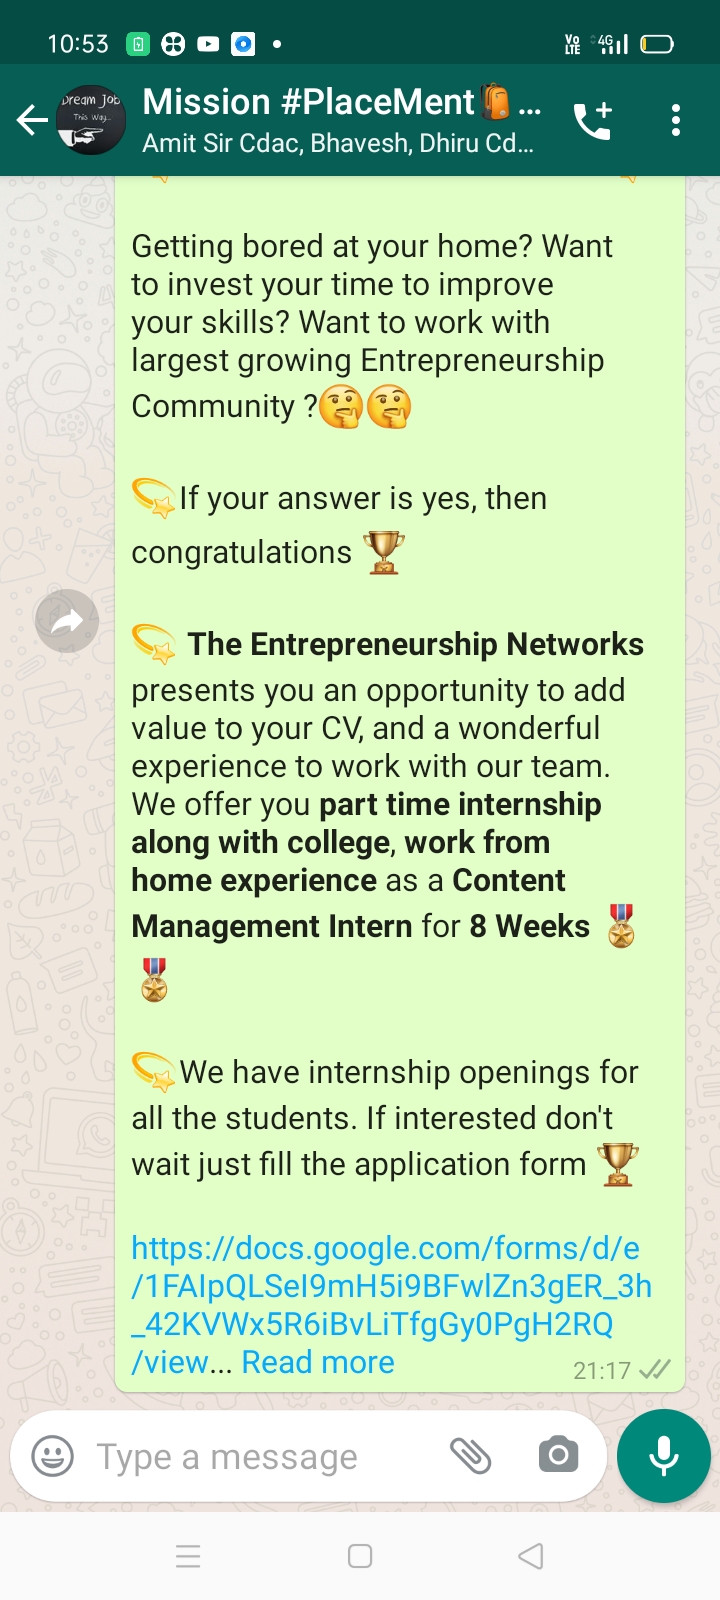 10:53
Vo LTE 4G
Dream Job
This Way..
Mission #PlaceMent🎒...
Amit Sir Cdac, Bhavesh, Dhiru Cd...
Getting bored at your home? Want
to invest your time to improve
your skills? Want to work with
largest growing Entrepreneurship
Community ?🤔🤔
💫If your answer is yes, then
congratulations 🏆
💫 The Entrepreneurship Networks
presents you an opportunity to add
value to your CV, and a wonderful
experience to work with our team.
We offer you part time internship
along with college, work from
home experience as a Content
Management Intern for 8 Weeks 🎖
🎖
💫We have internship openings for
all the students. If interested don't
wait just fill the application form 🏆
https://docs.google.com/forms/d/e
/1FAIpQLSeI9mH5i9BFwlZn3gER_3h
_42KVWx5R6iBvLiTfgGy0PgH2RQ
/view... Read more
21:17
Type a message